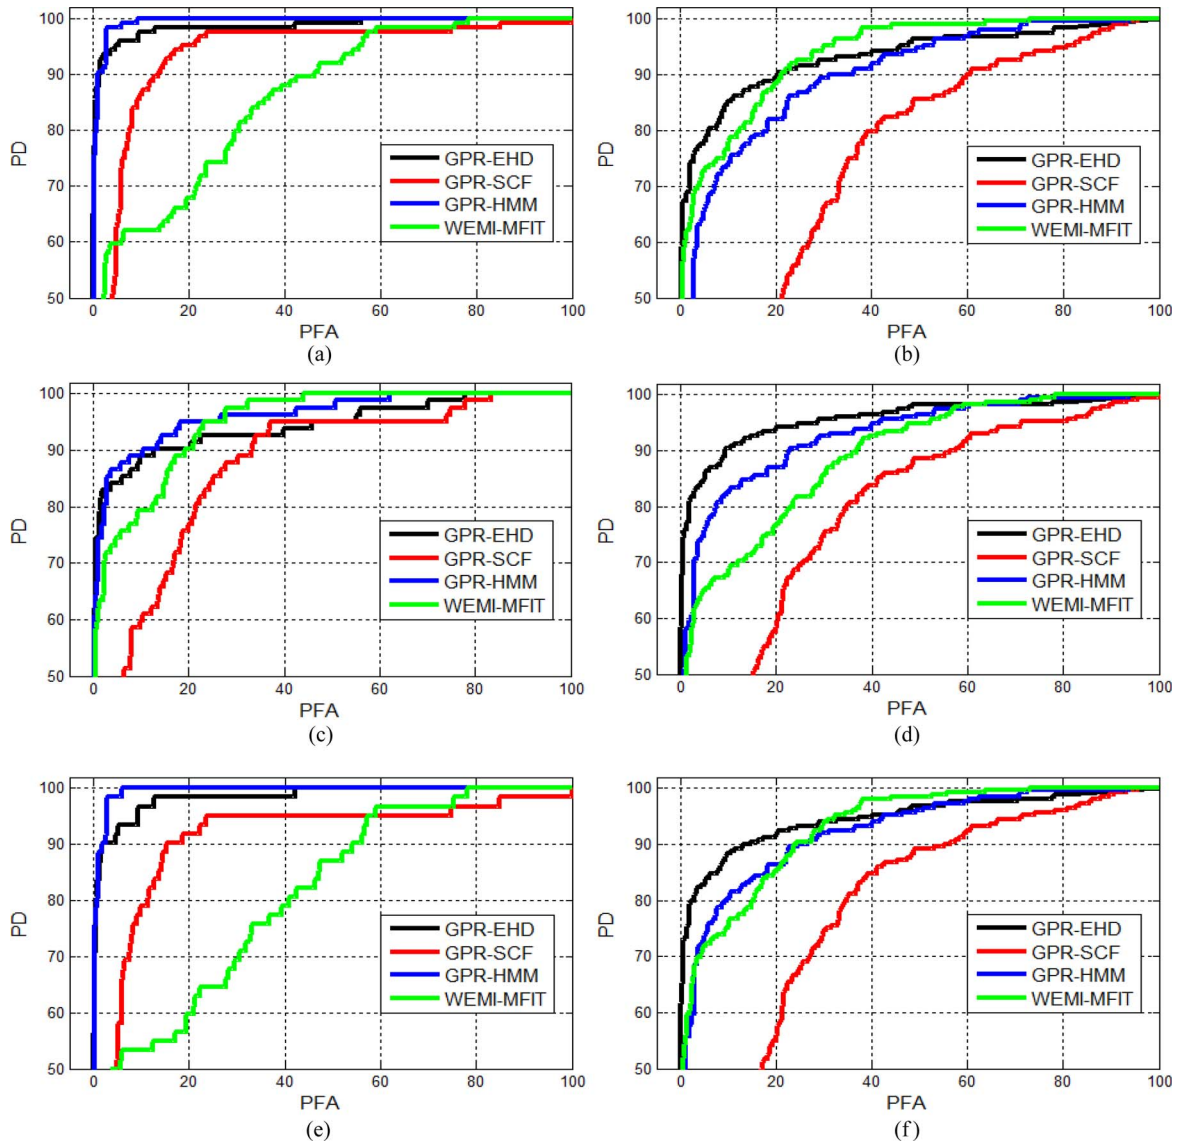 100
90
80
70
60
50
PD
GPR-EHD
GPR-SCF
GPR-HMM
WEMI-MFIT
0 20 40 60 80 100
PFA
(a)
100
90
80
70
60
50
PD
GPR-EHD
GPR-SCF
GPR-HMM
WEMI-MFIT
0 20 40 60 80 100
PFA
(b)
100
90
80
70
60
50
PD
GPR-EHD
GPR-SCF
GPR-HMM
WEMI-MFIT
0 20 40 60 80 100
PFA
(c)
100
90
80
70
60
50
PD
GPR-EHD
GPR-SCF
GPR-HMM
WEMI-MFIT
0 20 40 60 80 100
PFA
(d)
100
90
80
70
60
50
PD
GPR-EHD
GPR-SCF
GPR-HMM
WEMI-MFIT
0 20 40 60 80 100
PFA
(e)
100
90
80
70
60
50
PD
GPR-EHD
GPR-SCF
GPR-HMM
WEMI-MFIT
0 20 40 60 80 100
PFA
(f)